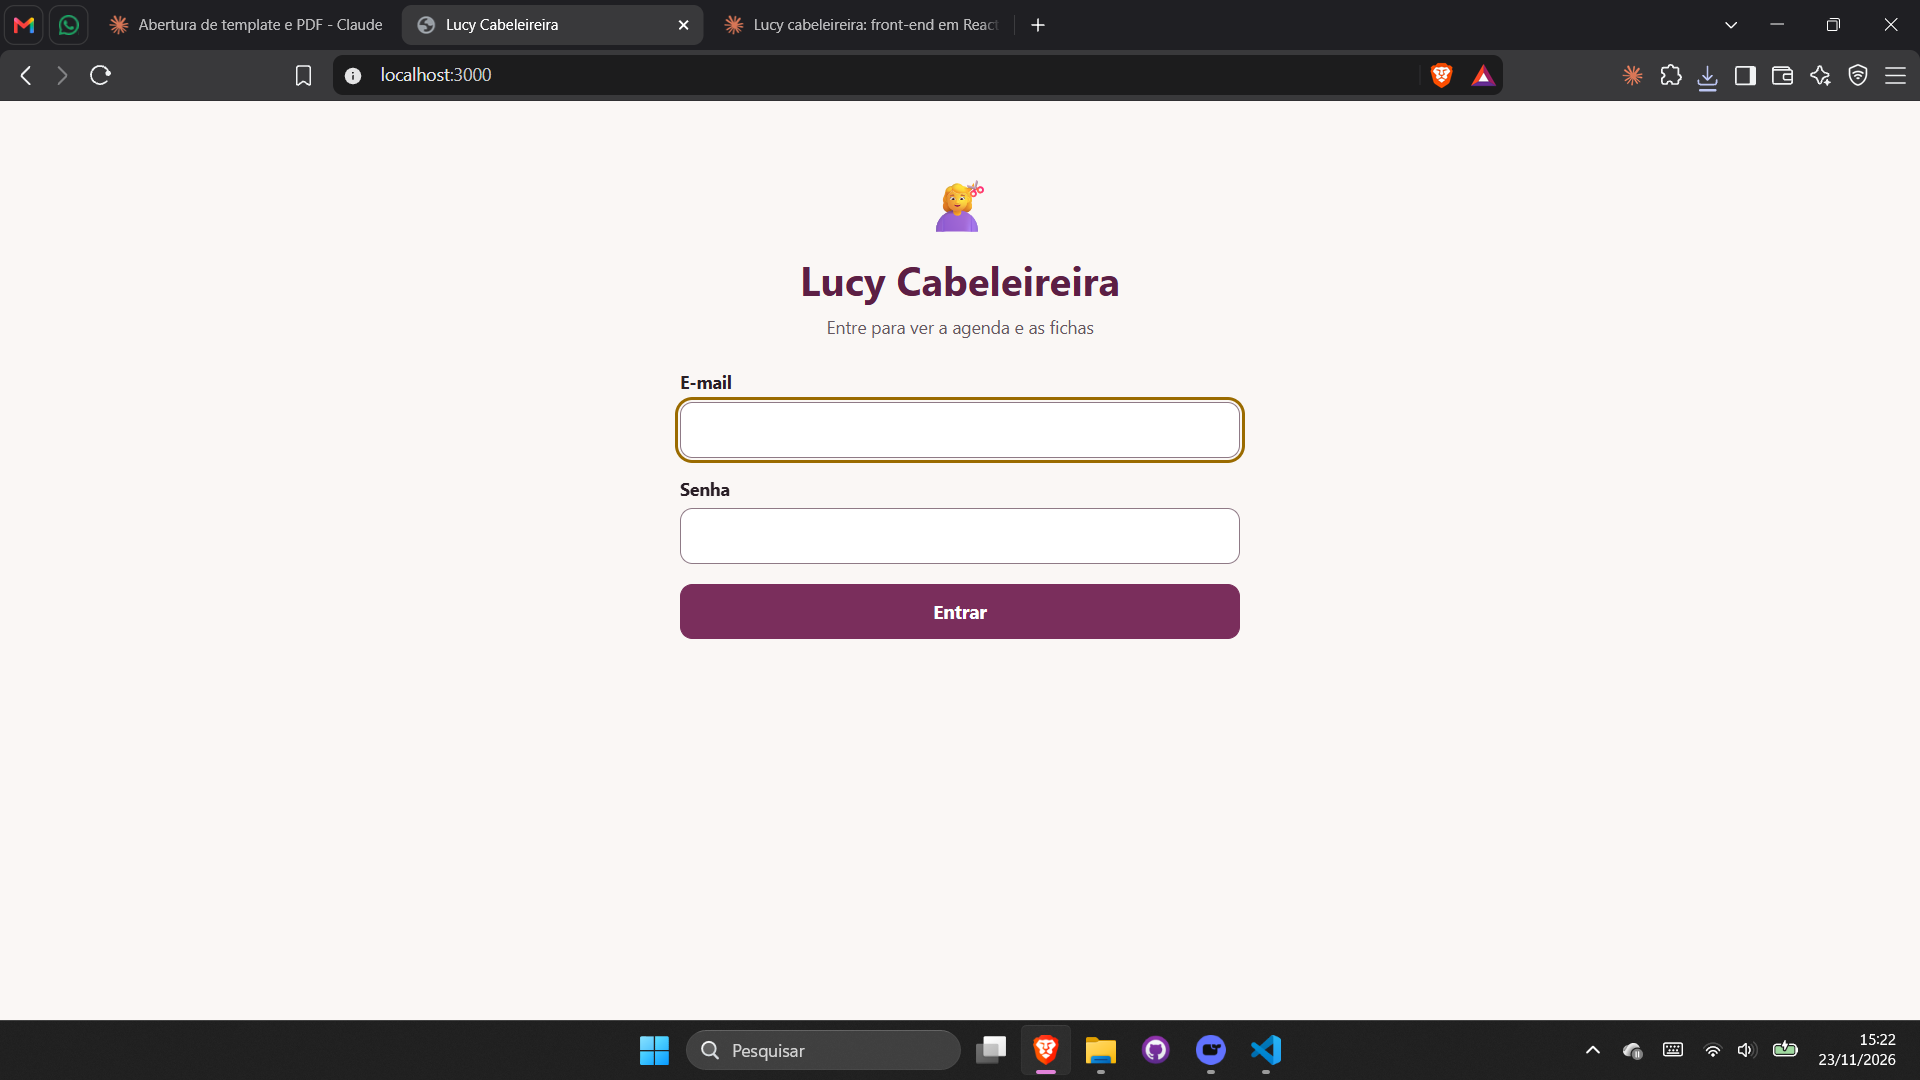 Abertura de template e PDF - Claude
Lucy Cabeleireira
Lucy cabeleireira: front-end em React
localhost:3000
Lucy Cabeleireira
Entre para ver a agenda e as fichas
E-mail
Senha
Entrar
Pesquisar
15:22
23/11/2026